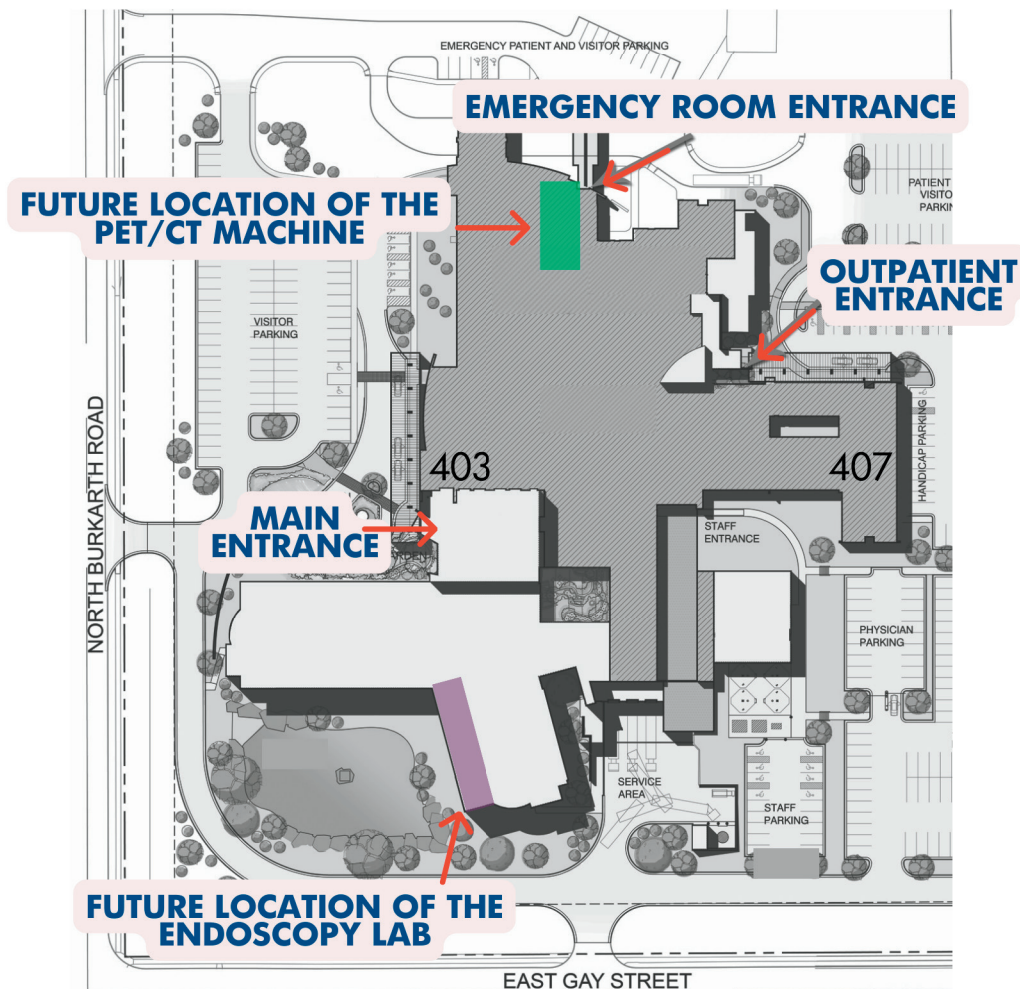 EMERGENCY PATIENT AND VISITOR PARKING
EMERGENCY ROOM ENTRANCE
FUTURE LOCATION OF THE
PET/CT MACHINE
PATIENT
VISITO
PARKIN
OUTPATIENT
ENTRANCE
VISITOR
PARKING
HANDICAP PARKING
NORTH BURKARTH ROAD
403
407
MAIN
ENTRANCE
STAFF
ENTRANCE
PHYSICIAN
PARKING
SERVICE
AREA
STAFF
PARKING
FUTURE LOCATION OF THE
ENDOSCOPY LAB
EAST GAY STREET